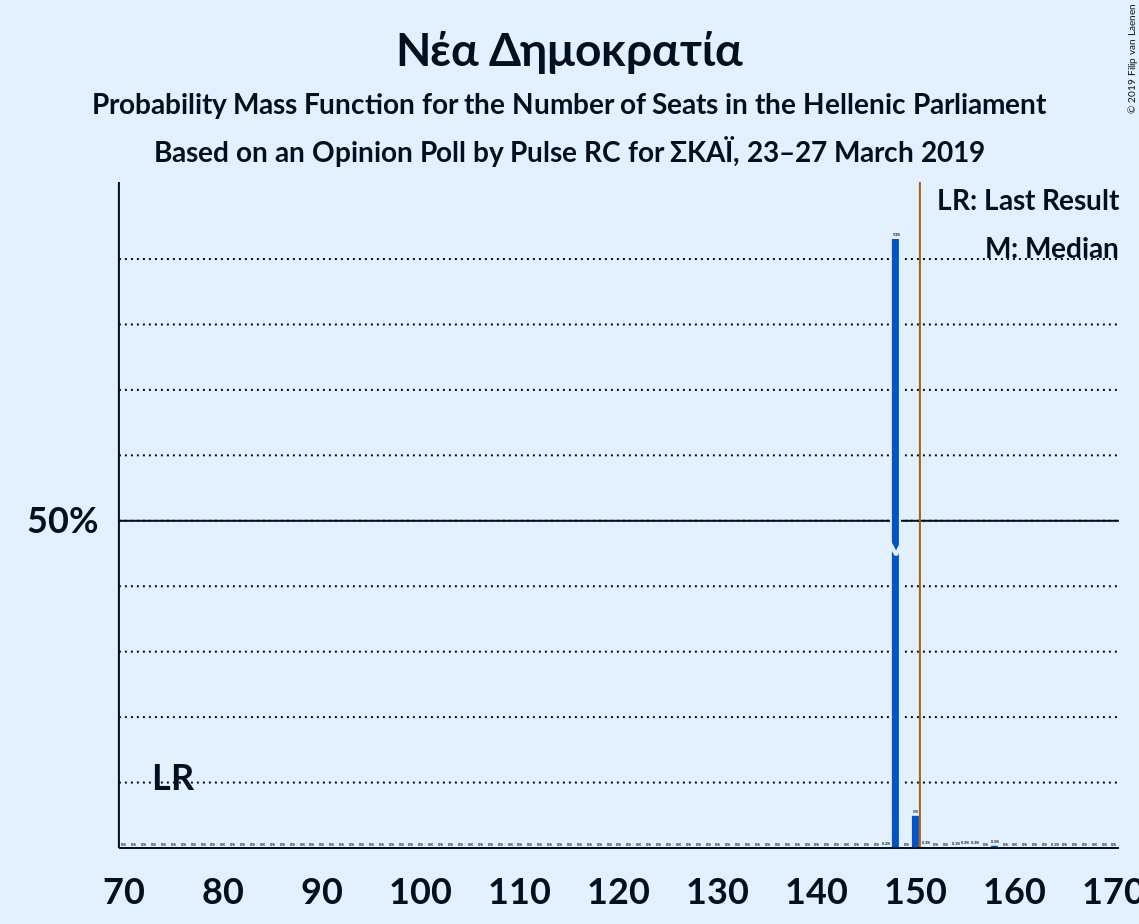 Νέα Δημοκρατία
Probability Mass Function for the Number of Seats in the Hellenic Parliament
Based on an Opinion Poll by Pulse RC for ΣΚΑΪ, 23–27 March 2019
© 2019 Filip van Laenen
LR: Last Result
M: Median
50%
LR
M
70 80 90 100 110 120 130 140 150 160 170